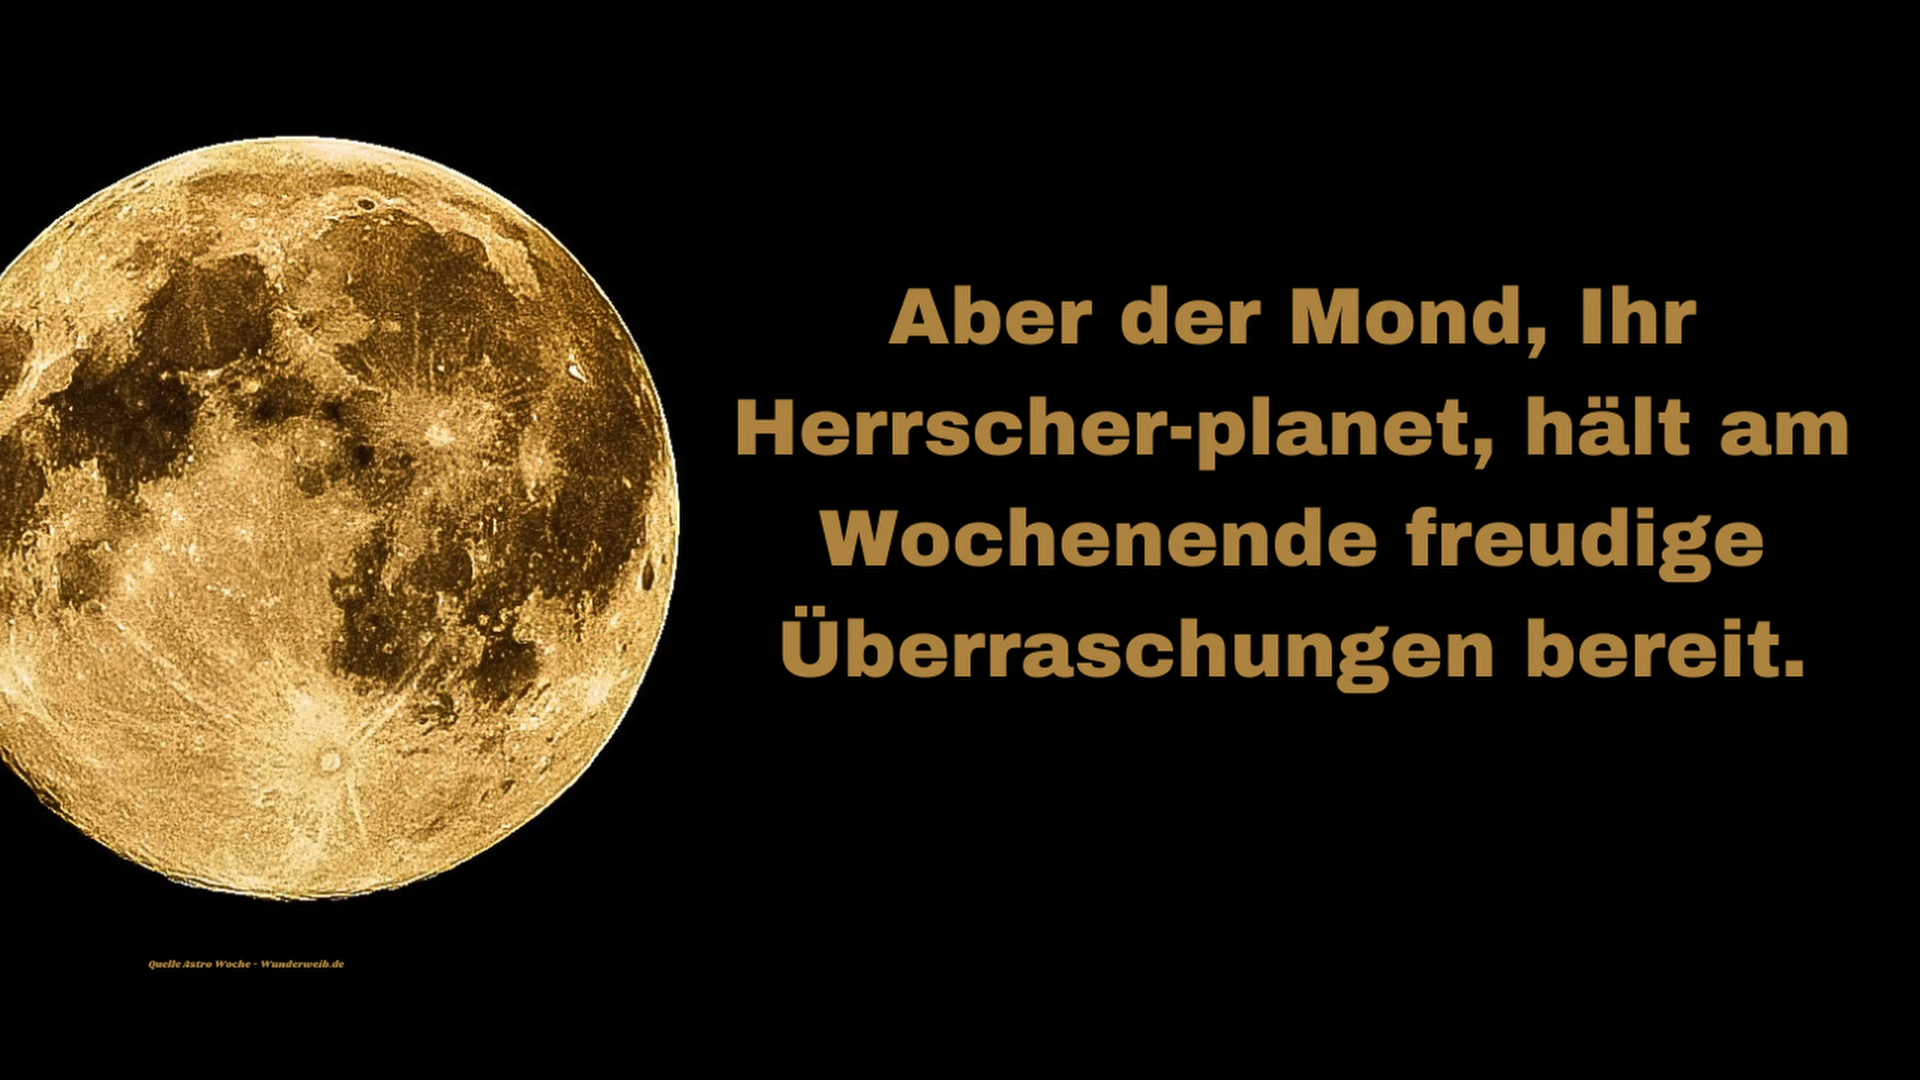 Aber der Mond, Ihr
Herrscher-planet, hält am
Wochenende freudige
Überraschungen bereit.
Quelle Astro Woche - Wunderweib.de